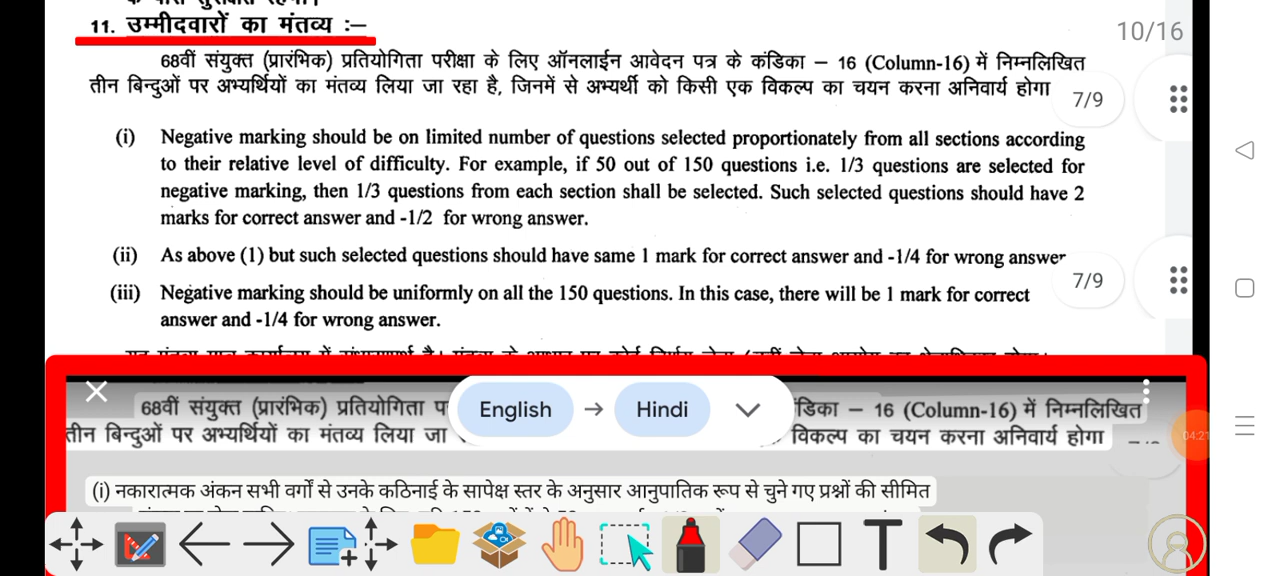 11. उम्मीदवारों का मंतव्य :–
10/16
68वीं संयुक्त (प्रारंभिक) प्रतियोगिता परीक्षा के लिए ऑनलाईन आवेदन पत्र के कंडिका – 16 (Column-16) में निम्नलिखित
तीन बिन्दुओं पर अभ्यर्थियों का मंतव्य लिया जा रहा है, जिनमें से अभ्यर्थी को किसी एक विकल्प का चयन करना अनिवार्य होगा
7/9
(i) Negative marking should be on limited number of questions selected proportionately from all sections according
to their relative level of difficulty. For example, if 50 out of 150 questions i.e. 1/3 questions are selected for
negative marking, then 1/3 questions from each section shall be selected. Such selected questions should have 2
marks for correct answer and -1/2 for wrong answer.
(ii) As above (1) but such selected questions should have same 1 mark for correct answer and -1/4 for wrong answer
7/9
(iii) Negative marking should be uniformly on all the 150 questions. In this case, there will be 1 mark for correct
answer and -1/4 for wrong answer.
68वीं संयुक्त (प्रारंभिक) प्रतियोगिता
English → Hindi
कंडिका – 16 (Column-16) में निम्नलिखित
तीन बिन्दुओं पर अभ्यर्थियों का मंतव्य लिया जा
विकल्प का चयन करना अनिवार्य होगा
04:21
(i) नकारात्मक अंकन सभी वर्गों से उनके कठिनाई के सापेक्ष स्तर के अनुसार आनुपातिक रूप से चुने गए प्रश्नों की सीमित
T